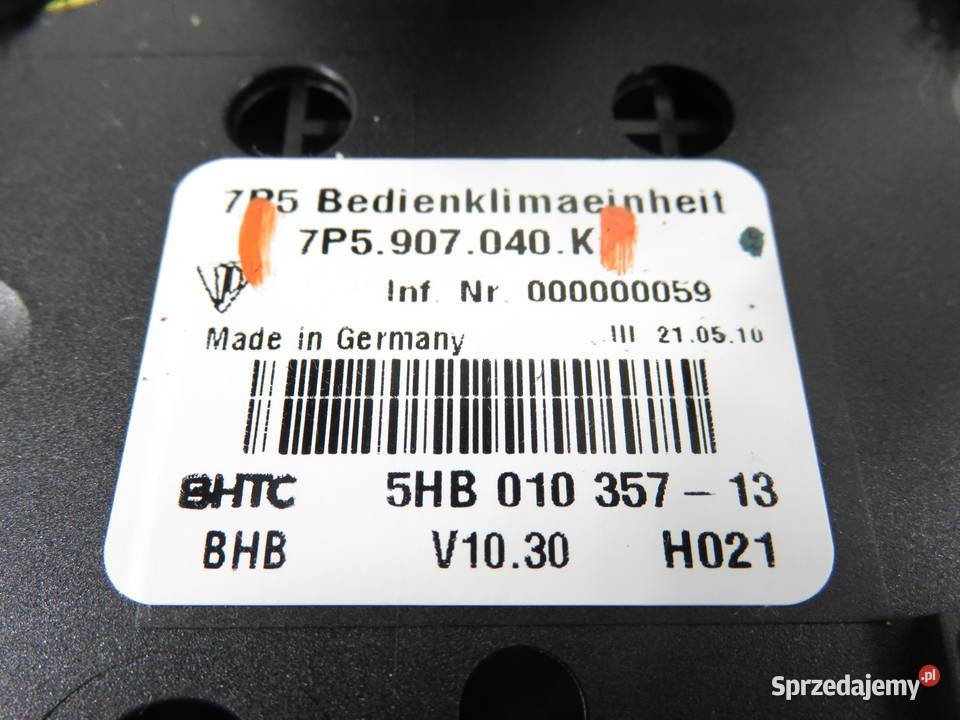 7P5 Bedienklimaeinheit
7P5.907.040.K
Inf. Nr. 000000059
Made in Germany III 21.05.10
BHTC 5HB 010 357 - 13
BHB V10.30 H021
Sprzedajemy.pl